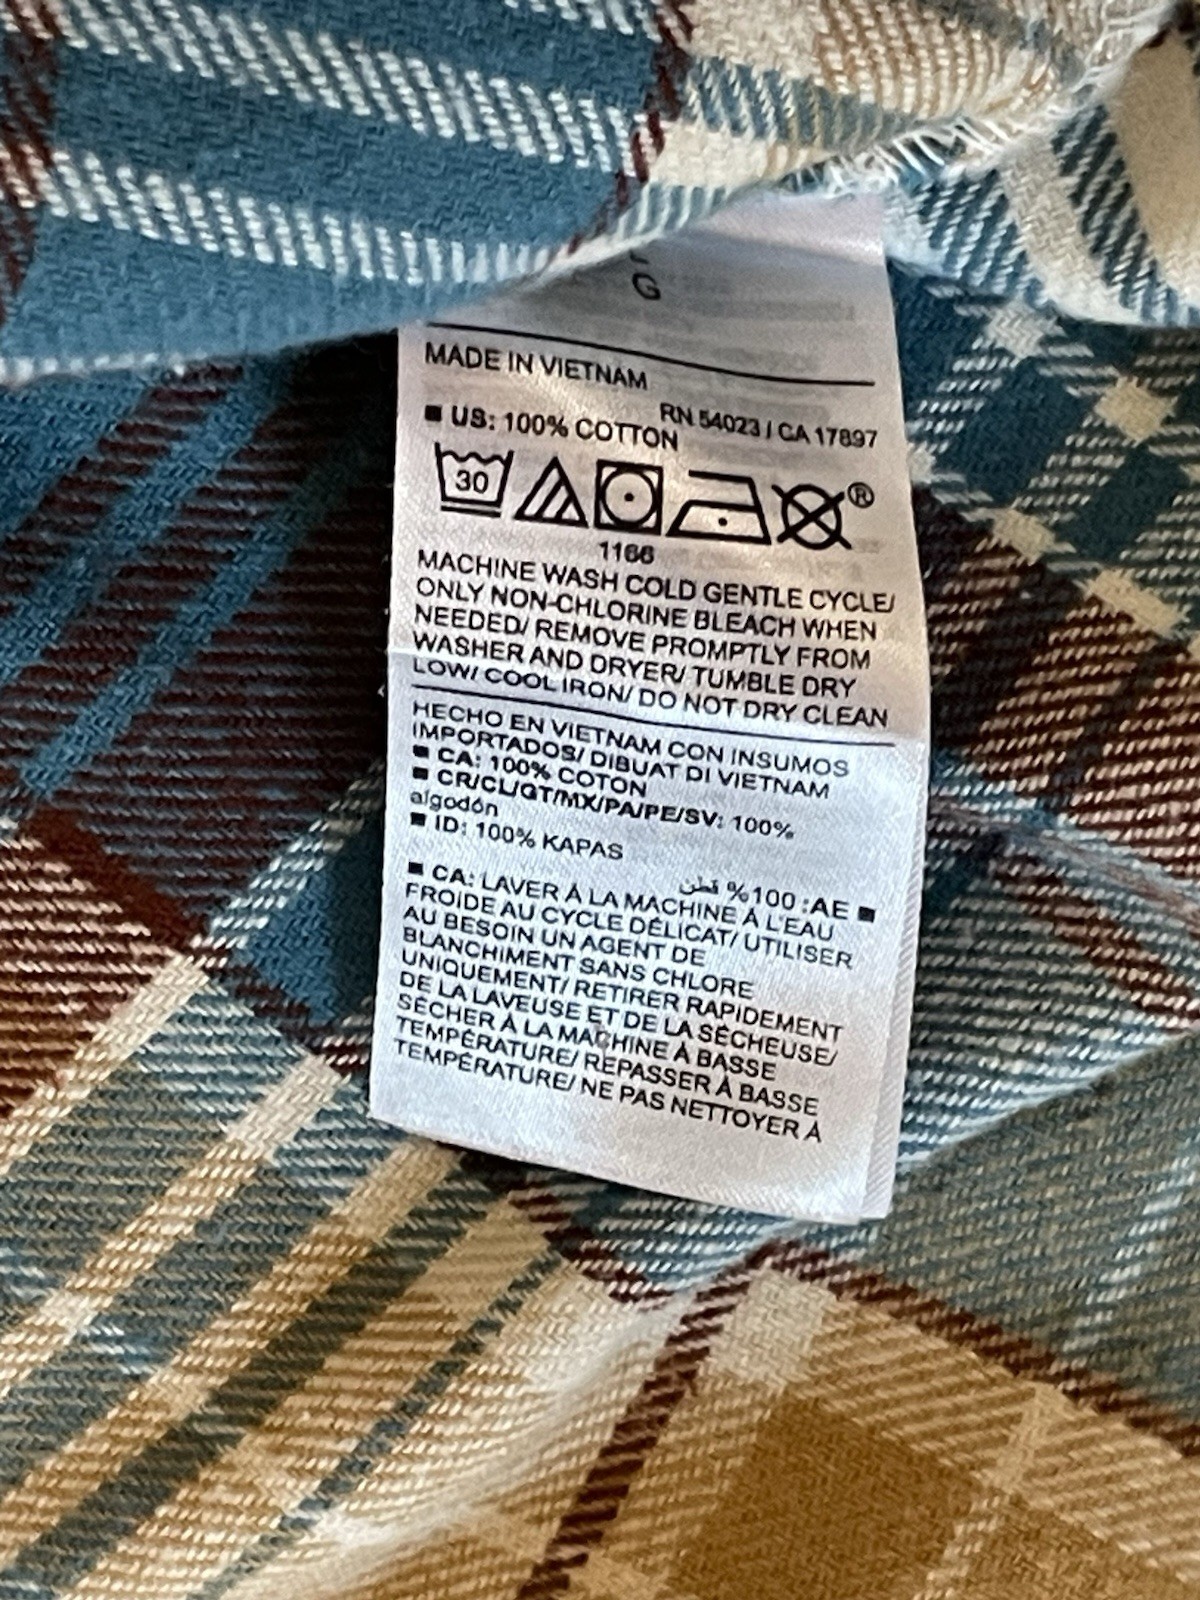 G
MADE IN VIETNAM
RN 54023 / CA 17897
■ US: 100% COTTON
30
®
1166
MACHINE WASH COLD GENTLE CYCLE/
ONLY NON-CHLORINE BLEACH WHEN
NEEDED/ REMOVE PROMPTLY FROM
WASHER AND DRYER/ TUMBLE DRY
LOW/ COOL IRON/ DO NOT DRY CLEAN
HECHO EN VIETNAM CON INSUMOS
IMPORTADOS/ DIBUAT DI VIETNAM
■ CA: 100% COTON
■ CR/CL/GT/MX/PA/PE/SV: 100%
algodón
■ ID: 100% KAPAS
■ AE: 100% قطن
■ CA: LAVER À LA MACHINE À L'EAU
FROIDE AU CYCLE DÉLICAT/ UTILISER
AU BESOIN UN AGENT DE
BLANCHIMENT SANS CHLORE
UNIQUEMENT/ RETIRER RAPIDEMENT
DE LA LAVEUSE ET DE LA SÉCHEUSE/
SÉCHER À LA MACHINE À BASSE
TEMPÉRATURE/ REPASSER À BASSE
TEMPÉRATURE/ NE PAS NETTOYER À